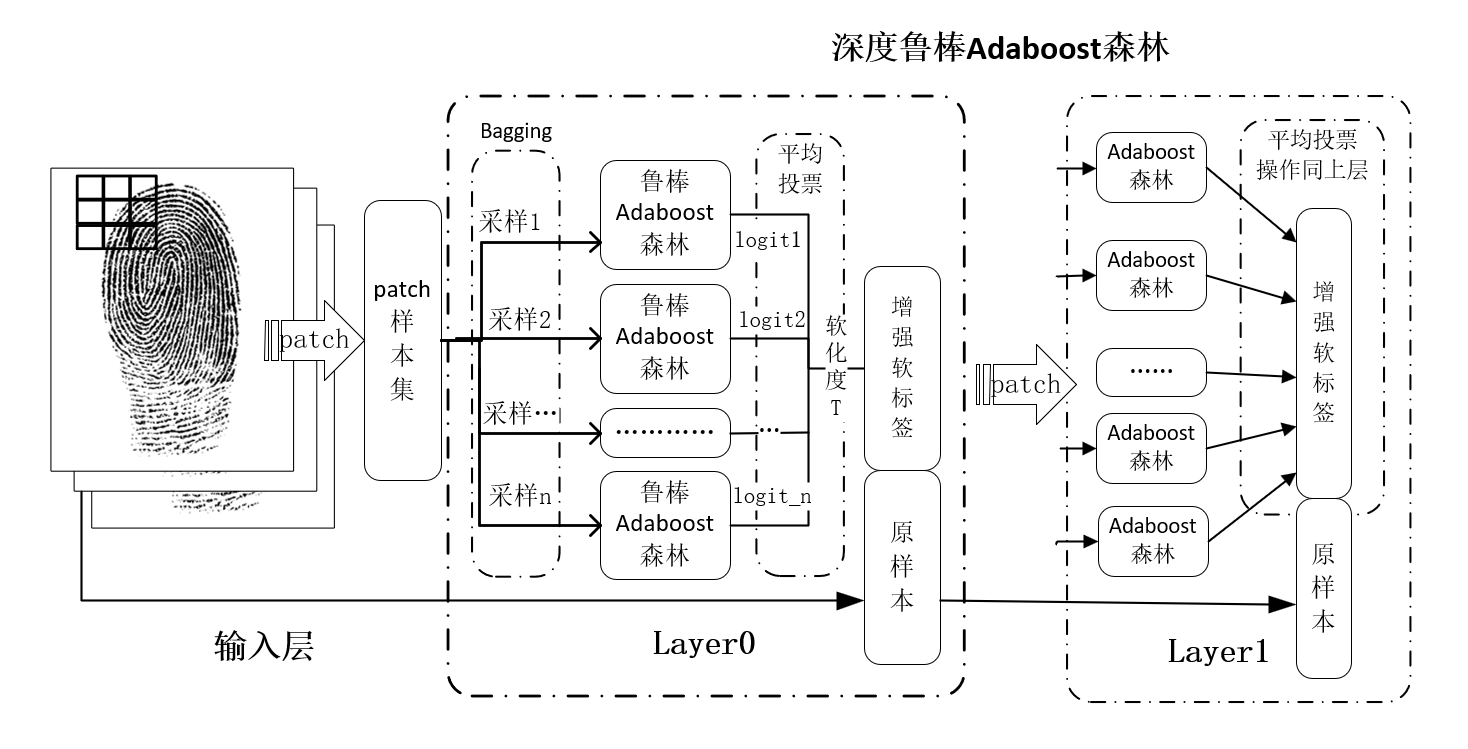 深度鲁棒Adaboost森林
patch
patch
样
本
集
Bagging
采样1
采样2
采样…
采样n
鲁棒
Adaboost
森林
鲁棒
Adaboost
森林
…………
鲁棒
Adaboost
森林
平均
投票
logit1
logit2
…
logit_n
软
化
度
T
增
强
软
标
签
原
样
本
patch
Adaboost
森林
Adaboost
森林
……
Adaboost
森林
Adaboost
森林
平均投票
操作同上层
增
强
软
标
签
原
样
本
输入层
Layer0
Layer1